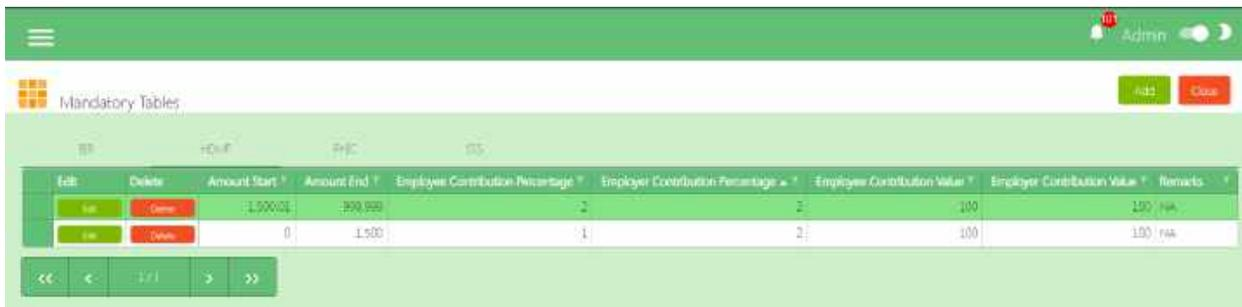 101
Admin
Mandatory Tables
Add Close
BIR HDMF PHIC SSS
Edit Delete Amount Start Amount End Employee Contribution Percentage Employer Contribution Percentage Employee Contribution Value Employer Contribution Value Remarks
Edit Delete 1,500.01 999,999 2 2 100 100 NA
Edit Delete 0 1,500 1 2 100 100 NA
<< < 1 / 1 > >>